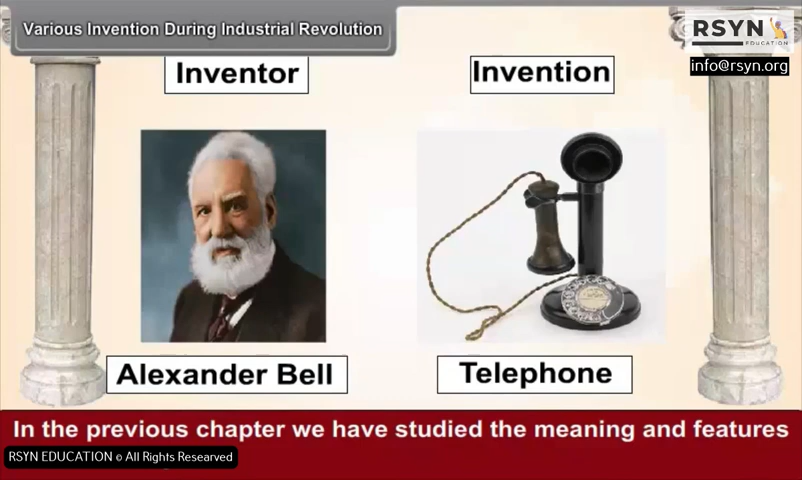 Various Invention During Industrial Revolution
RSYN
EDUCATION
info@rsyn.org
Inventor
Invention
Alexander Bell
Telephone
In the previous chapter we have studied the meaning and features
RSYN EDUCATION © All Rights Researved